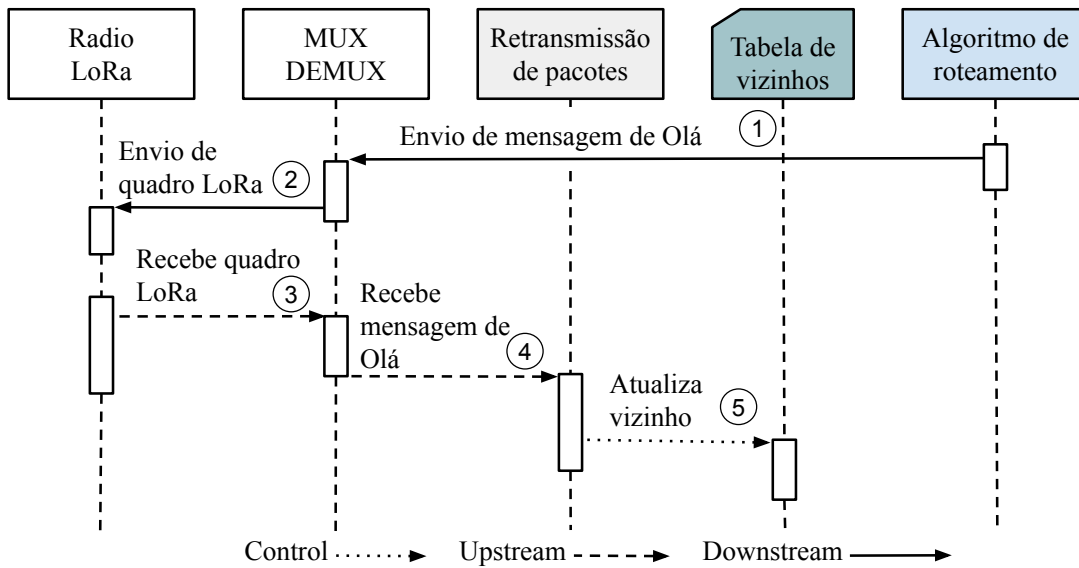 Radio
LoRa
MUX
DEMUX
Retransmissão
de pacotes
Tabela de
vizinhos
Algoritmo de
roteamento
1
Envio de mensagem de Olá
Envio de
quadro LoRa
2
Recebe quadro
LoRa
3
Recebe
mensagem de
Olá
4
Atualiza
vizinho
5
Control
Upstream
Downstream